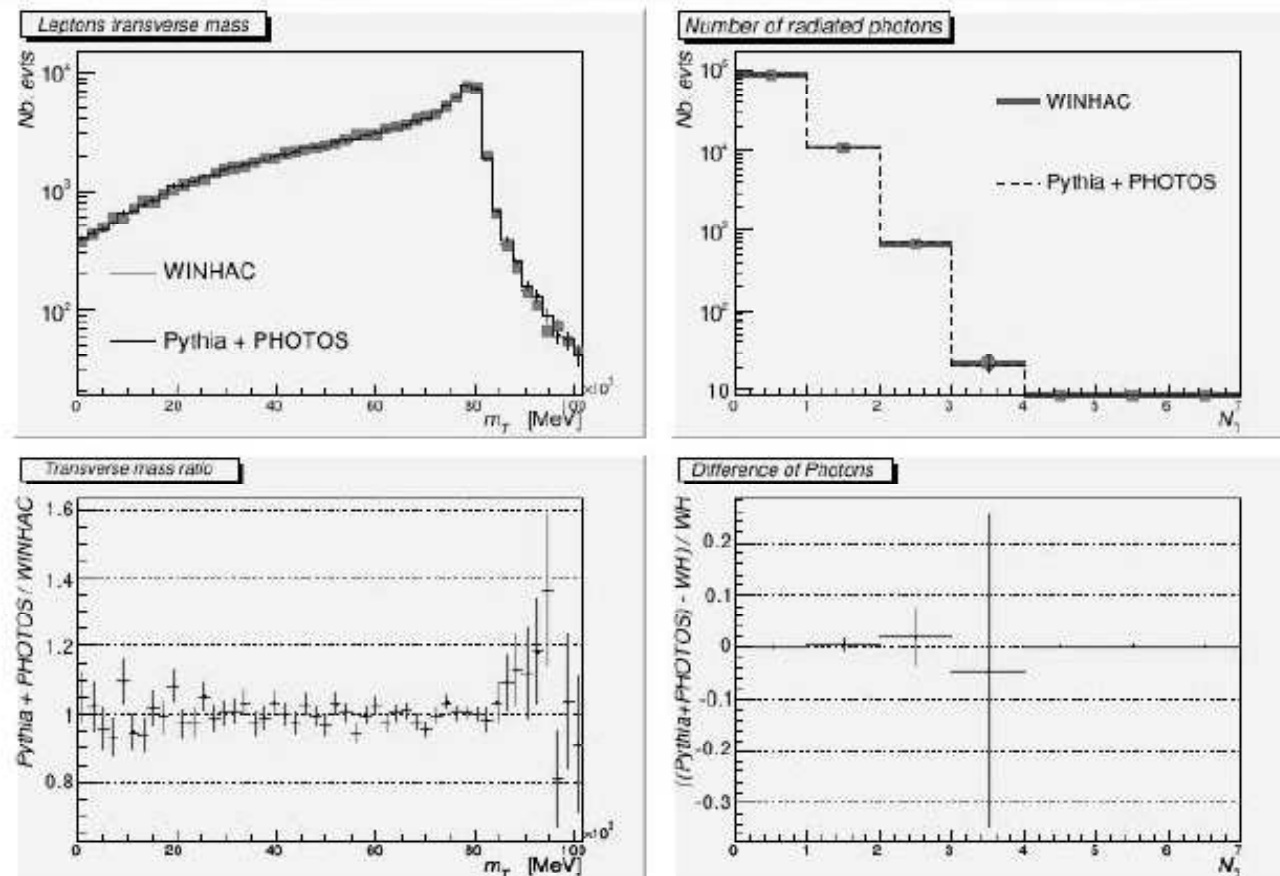 Leptons transverse mass
Nb. evts
10⁴
10³
10²
WINHAC
Pythia + PHOTOS
0 20 40 60 80 100
×10³
m_T [MeV]
Number of radiated photons
Nb evts
10⁵
10⁴
10³
10²
10
WINHAC
Pythia + PHOTOS
0 1 2 3 4 5 6 7
Transverse mass ratio
Pythia + PHOTOS / WINHAC
1.6
1.4
1.2
1
0.8
0 20 40 60 80 100
×10³
m_T [MeV]
Difference of Photons
((Pythia+PHOTOS) - WH) / WH
0.2
0.1
0
-0.1
-0.2
-0.3
0 1 2 3 4 5 6 7